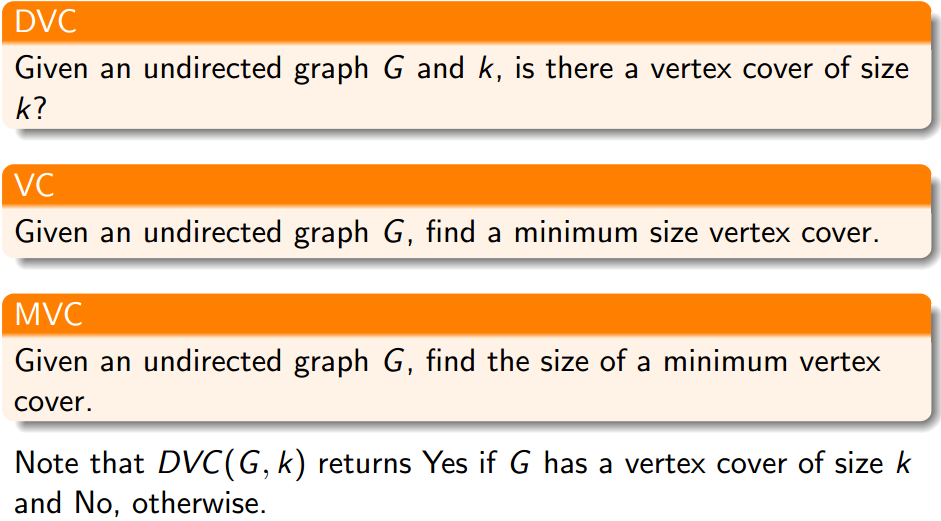 DVC
Given an undirected graph G and k, is there a vertex cover of size
k?
VC
Given an undirected graph G, find a minimum size vertex cover.
MVC
Given an undirected graph G, find the size of a minimum vertex
cover.
Note that DVC(G, k) returns Yes if G has a vertex cover of size k
and No, otherwise.